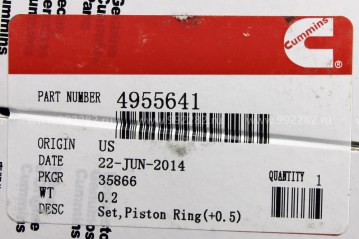 Cummins
PART NUMBER 4955641
ORIGIN US
DATE 22-JUN-2014
PKGR 35866
QUANTITY 1
WT 0.2
DESC Set,Piston Ring(+0.5)
Cummins